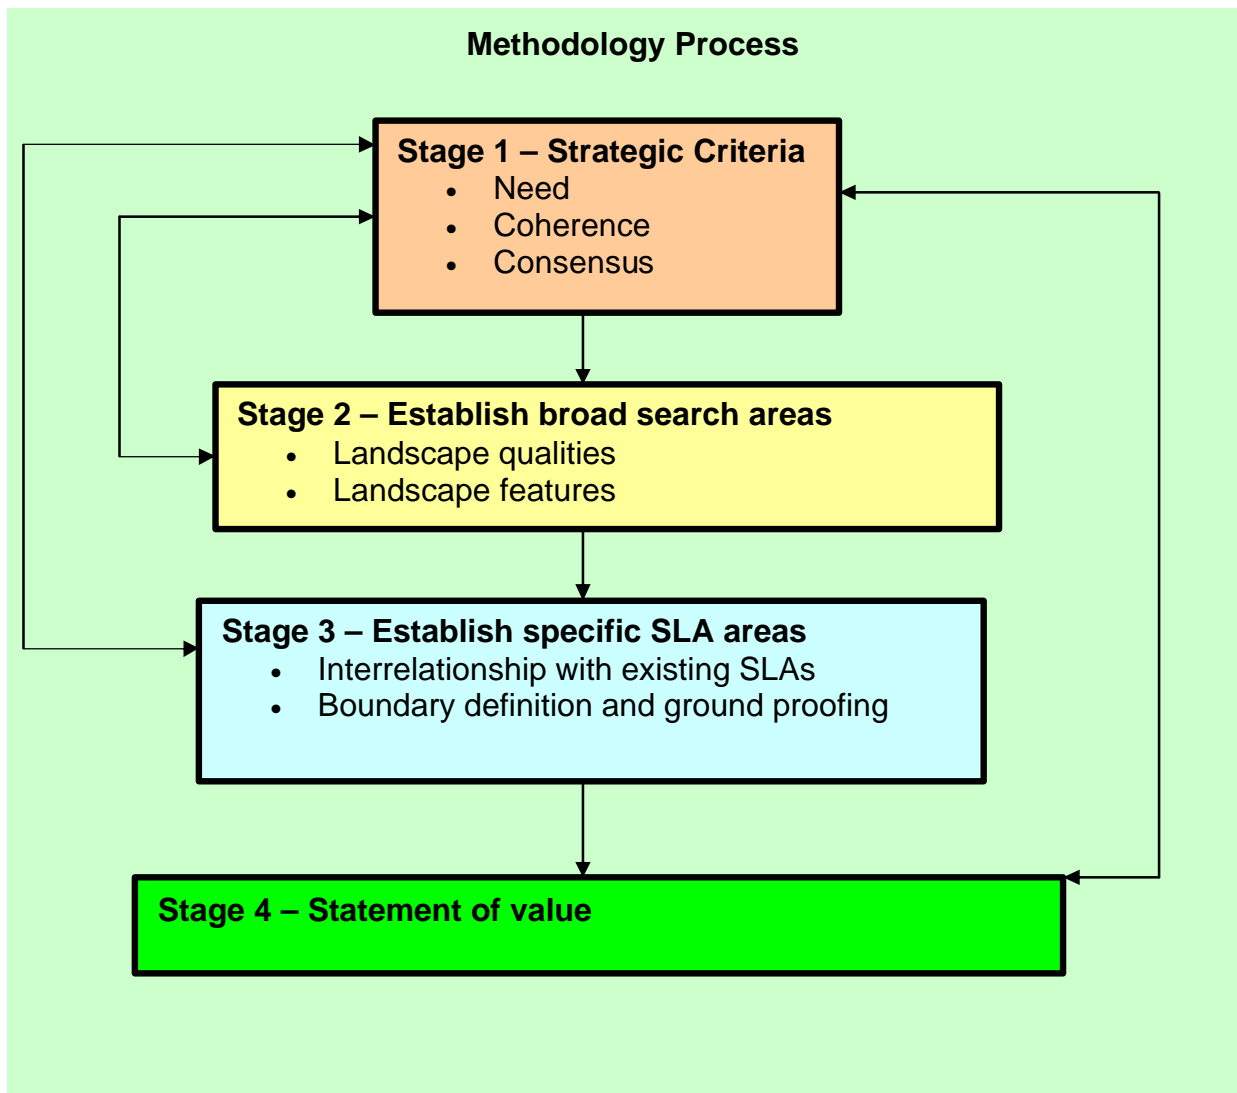 Methodology Process
Stage 1 – Strategic Criteria
• Need
• Coherence
• Consensus
Stage 2 – Establish broad search areas
• Landscape qualities
• Landscape features
Stage 3 – Establish specific SLA areas
• Interrelationship with existing SLAs
• Boundary definition and ground proofing
Stage 4 – Statement of value